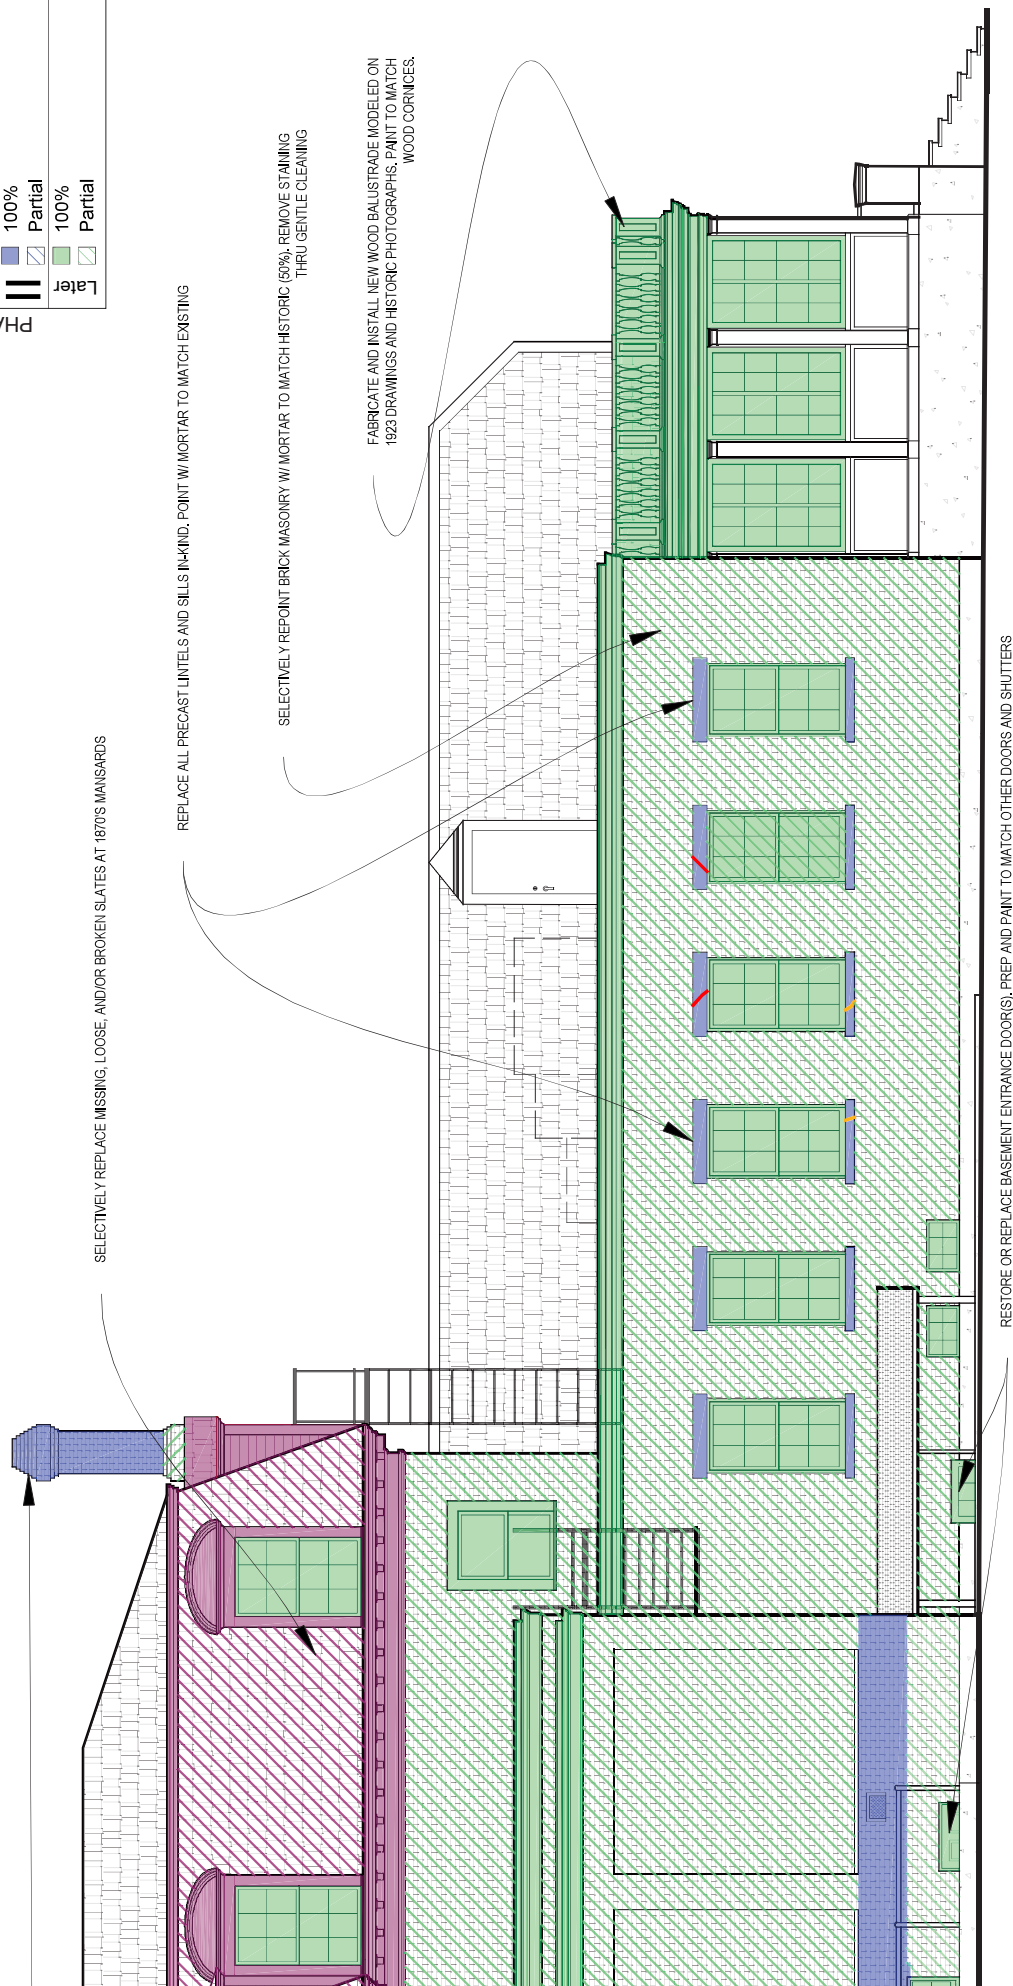 100%
Partial
Later
100%
Partial
PHA
SELECTIVELY REPLACE MISSING, LOOSE, AND/OR BROKEN SLATES AT 1870'S MANSARDS
REPLACE ALL PRECAST LINTELS AND SILLS IN-KIND. POINT W/ MORTAR TO MATCH EXISTING
SELECTIVELY REPOINT BRICK MASONRY W/ MORTAR TO MATCH HISTORIC (50%). REMOVE STAINING
THRU GENTLE CLEANING
FABRICATE AND INSTALL NEW WOOD BALUSTRADE MODELED ON
1923 DRAWINGS AND HISTORIC PHOTOGRAPHS. PAINT TO MATCH
WOOD CORNICES.
RESTORE OR REPLACE BASEMENT ENTRANCE DOOR(S). PREP AND PAINT TO MATCH OTHER DOORS AND SHUTTERS